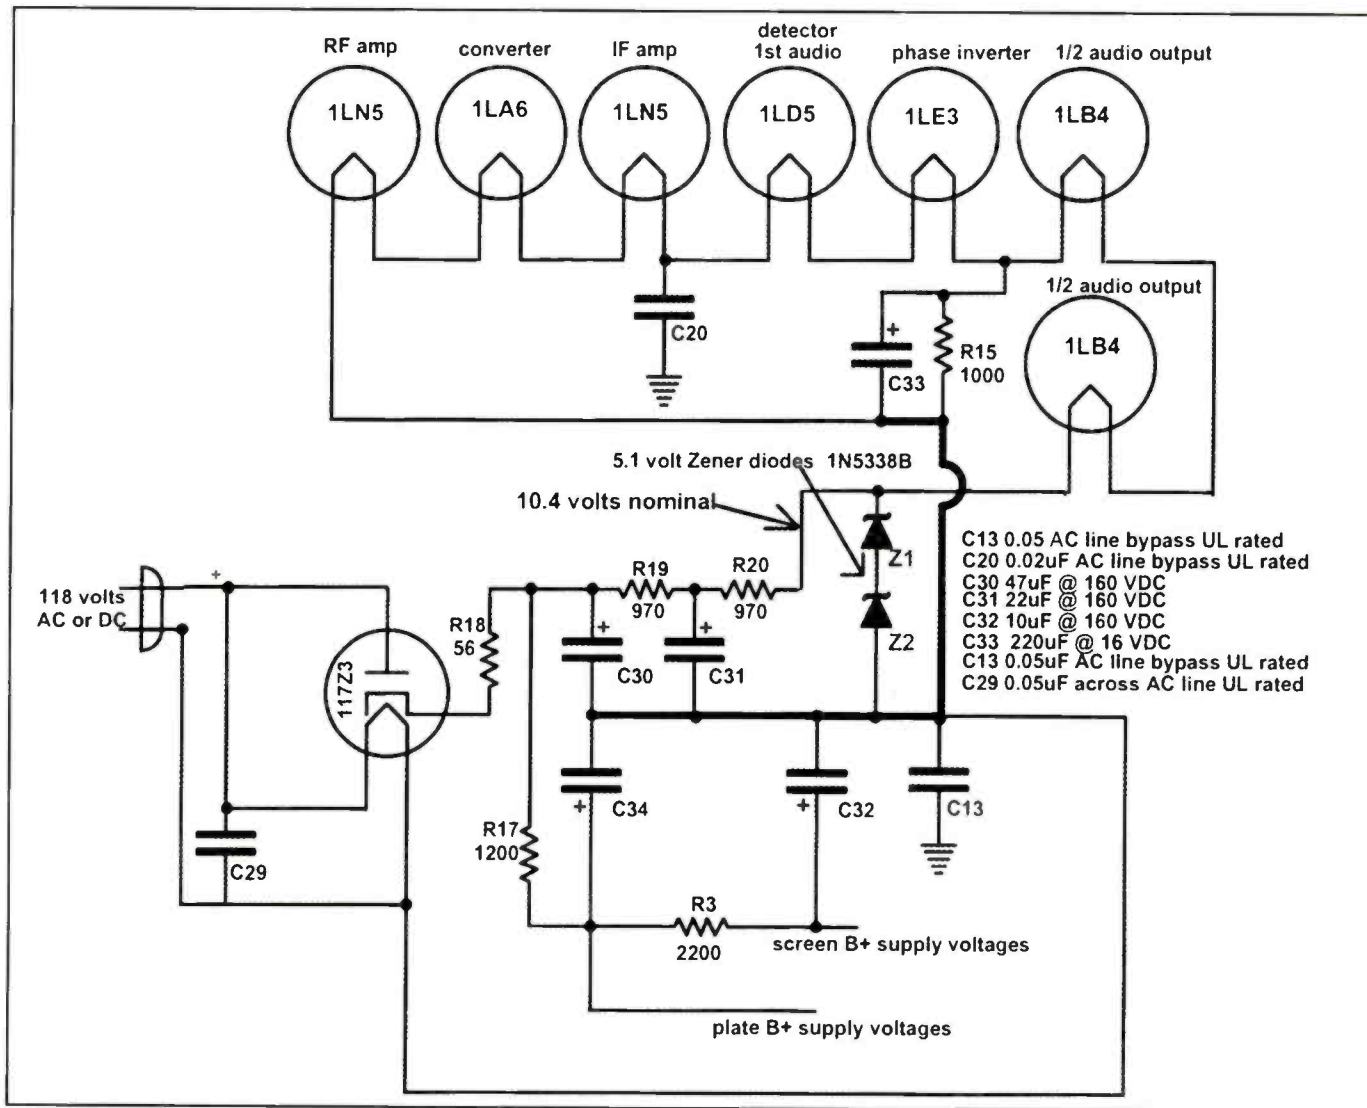 RF amp
converter
IF amp
detector
1st audio
phase inverter
1/2 audio output
1LN5
1LA6
1LN5
1LD5
1LE3
1LB4
1/2 audio output
C20
+
C33
R15
1000
1LB4
5.1 volt Zener diodes 1N5338B
10.4 volts nominal
C13 0.05 AC line bypass UL rated
C20 0.02uF AC line bypass UL rated
C30 47uF @ 160 VDC
C31 22uF @ 160 VDC
C32 10uF @ 160 VDC
C33 220uF @ 16 VDC
C13 0.05uF AC line bypass UL rated
C29 0.05uF across AC line UL rated
Z1
Z2
118 volts
AC or DC
+
117Z3
R18
56
R19
970
R20
970
+
C30
+
C31
C29
R17
1200
+
C34
+
C32
C13
R3
2200
screen B+ supply voltages
plate B+ supply voltages